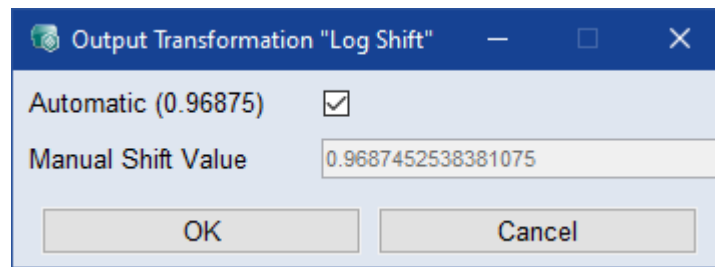 Output Transformation "Log Shift"
Automatic (0.96875)
Manual Shift Value 0.9687452538381075
OK Cancel